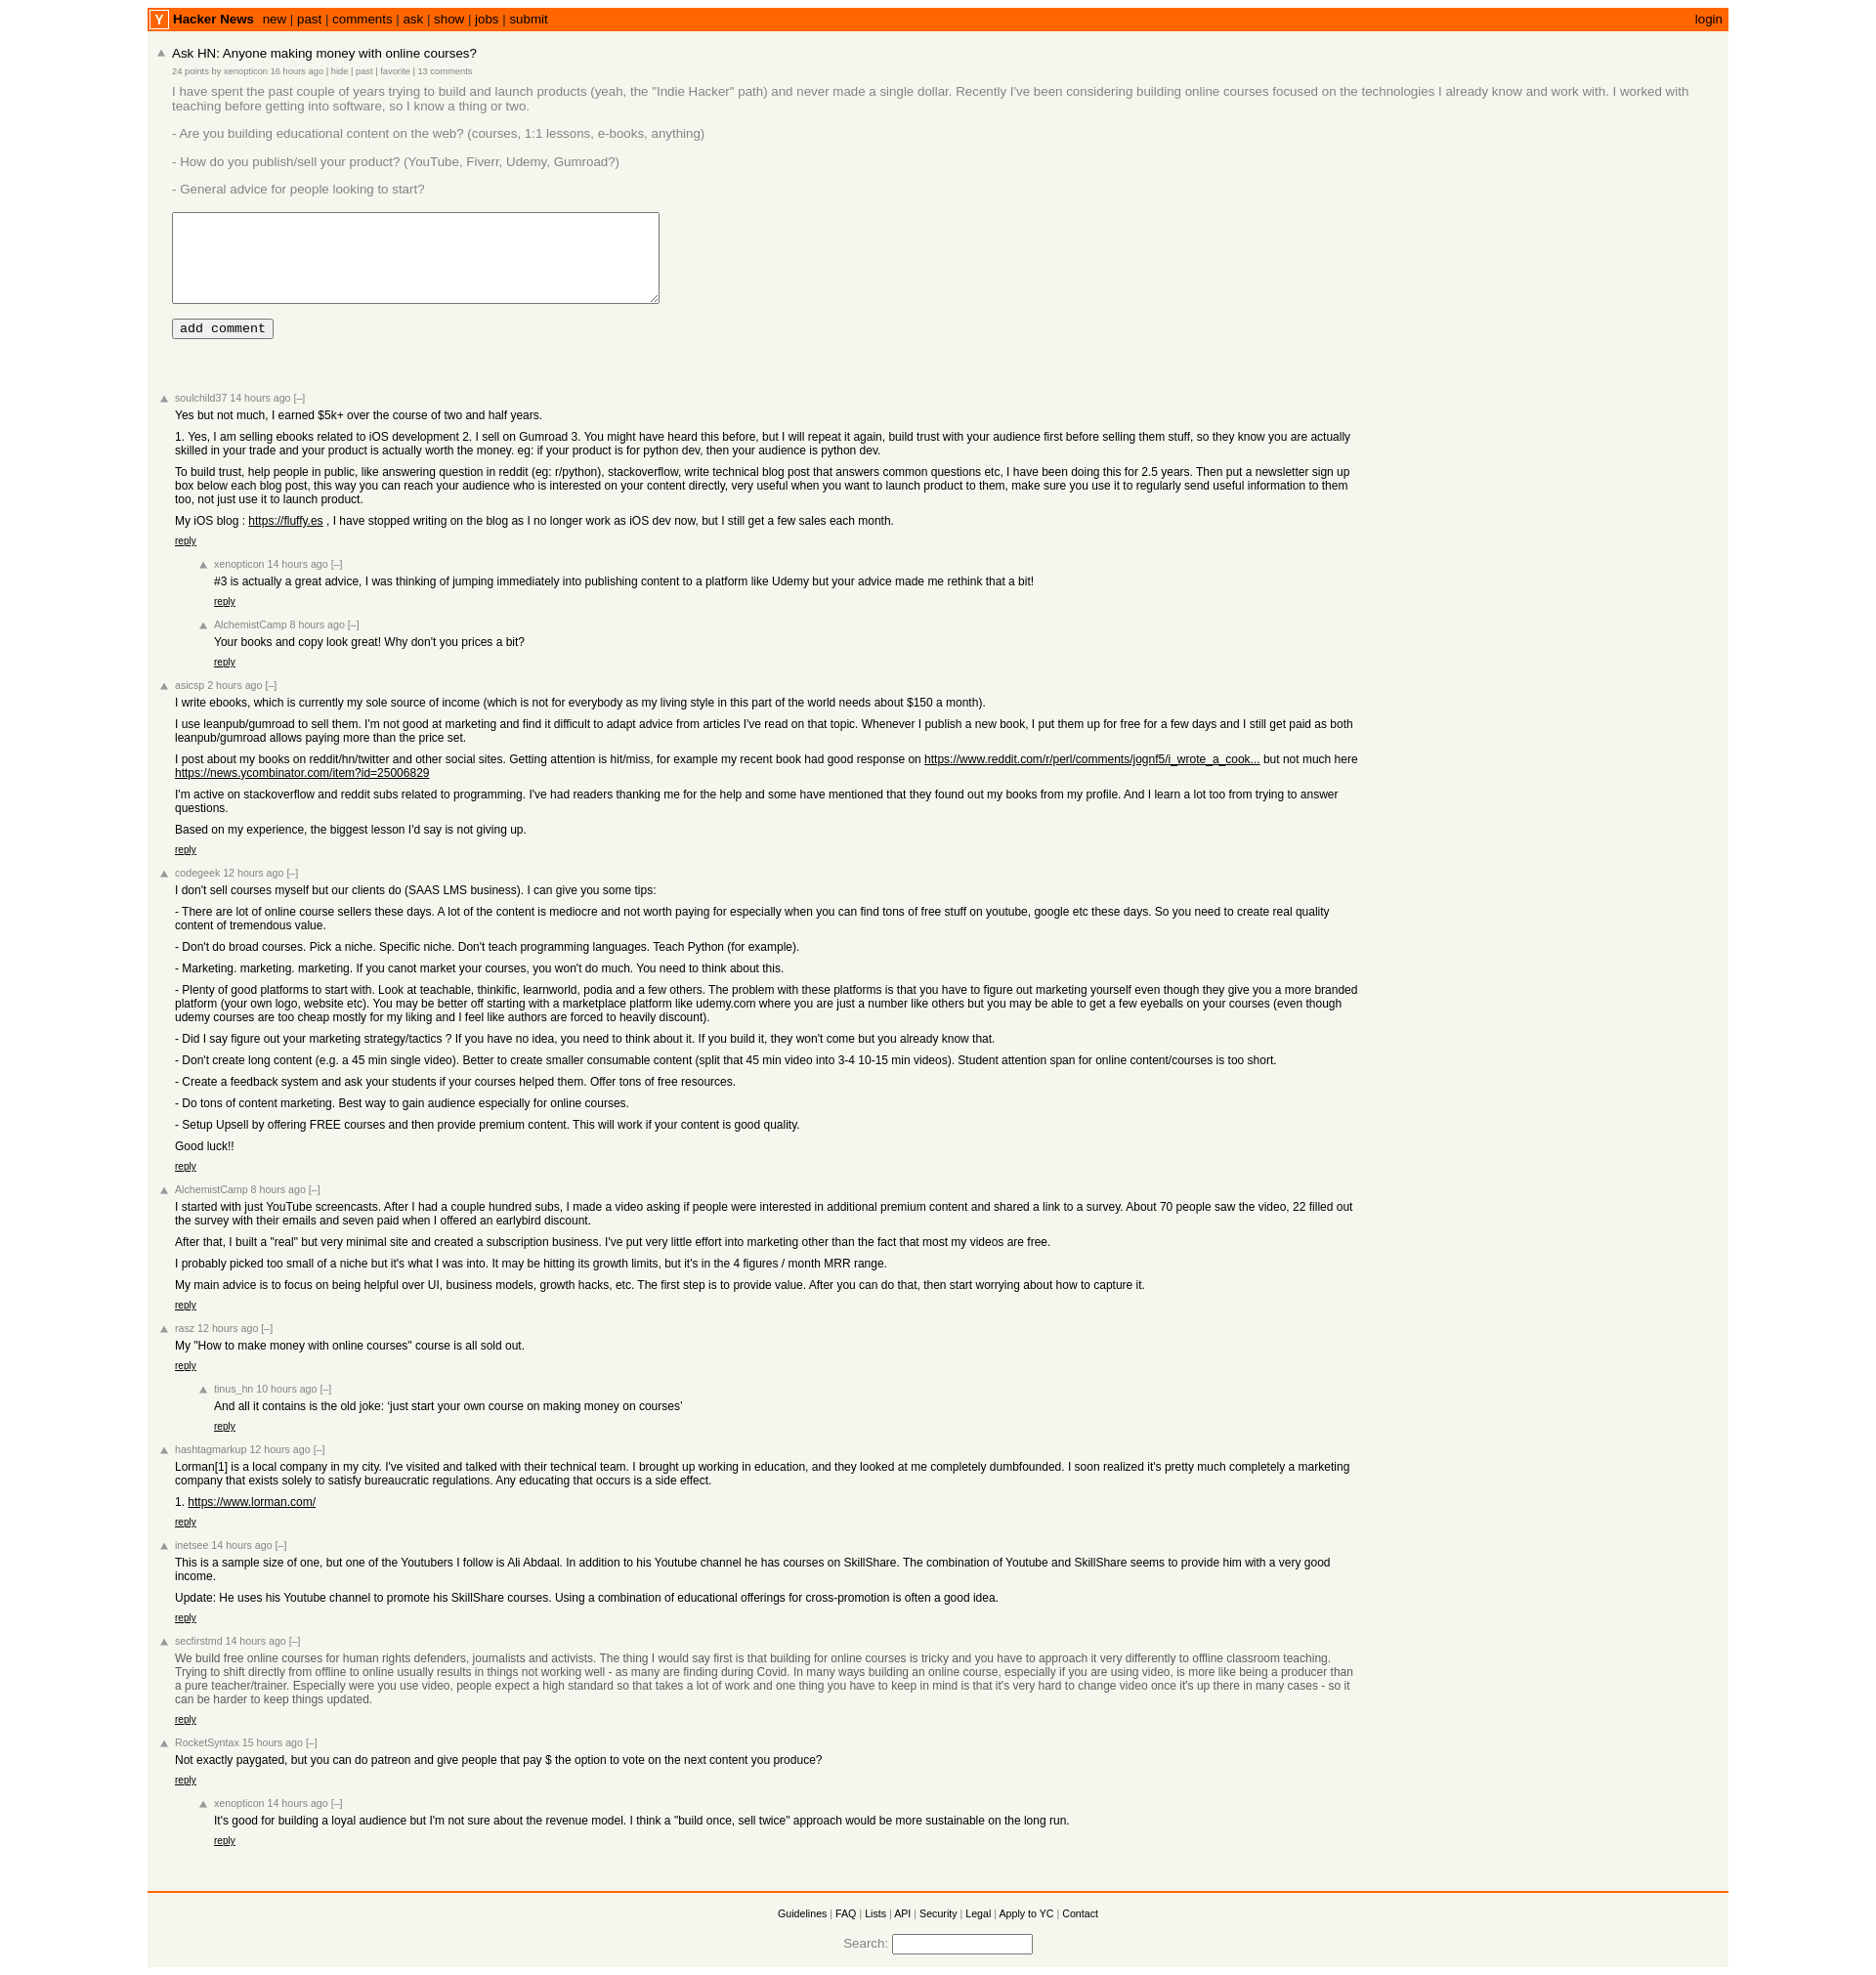 Y Hacker News new | past | comments | ask | show | jobs | submit login
Ask HN: Anyone making money with online courses?
24 points by xenopticon 16 hours ago | hide | past | favorite | 13 comments
I have spent the past couple of years trying to build and launch products (yeah, the "Indie Hacker" path) and never made a single dollar. Recently I've been considering building online courses focused on the technologies I already know and work with. I worked with
teaching before getting into software, so I know a thing or two.
- Are you building educational content on the web? (courses, 1:1 lessons, e-books, anything)
- How do you publish/sell your product? (YouTube, Fiverr, Udemy, Gumroad?)
- General advice for people looking to start?
add comment
soulchild37 14 hours ago [–]
Yes but not much, I earned $5k+ over the course of two and half years.
1. Yes, I am selling ebooks related to iOS development 2. I sell on Gumroad 3. You might have heard this before, but I will repeat it again, build trust with your audience first before selling them stuff, so they know you are actually
skilled in your trade and your product is actually worth the money. eg: if your product is for python dev, then your audience is python dev.
To build trust, help people in public, like answering question in reddit (eg: r/python), stackoverflow, write technical blog post that answers common questions etc, I have been doing this for 2.5 years. Then put a newsletter sign up
box below each blog post, this way you can reach your audience who is interested on your content directly, very useful when you want to launch product to them, make sure you use it to regularly send useful information to them
too, not just use it to launch product.
My iOS blog : https://fluffy.es , I have stopped writing on the blog as I no longer work as iOS dev now, but I still get a few sales each month.
reply
xenopticon 14 hours ago [–]
#3 is actually a great advice, I was thinking of jumping immediately into publishing content to a platform like Udemy but your advice made me rethink that a bit!
reply
AlchemistCamp 8 hours ago [–]
Your books and copy look great! Why don't you prices a bit?
reply
asicsp 2 hours ago [–]
I write ebooks, which is currently my sole source of income (which is not for everybody as my living style in this part of the world needs about $150 a month).
I use leanpub/gumroad to sell them. I'm not good at marketing and find it difficult to adapt advice from articles I've read on that topic. Whenever I publish a new book, I put them up for free for a few days and I still get paid as both
leanpub/gumroad allows paying more than the price set.
I post about my books on reddit/hn/twitter and other social sites. Getting attention is hit/miss, for example my recent book had good response on https://www.reddit.com/r/perl/comments/jognf5/i_wrote_a_cook... but not much here
https://news.ycombinator.com/item?id=25006829
I'm active on stackoverflow and reddit subs related to programming. I've had readers thanking me for the help and some have mentioned that they found out my books from my profile. And I learn a lot too from trying to answer
questions.
Based on my experience, the biggest lesson I'd say is not giving up.
reply
codegeek 12 hours ago [–]
I don't sell courses myself but our clients do (SAAS LMS business). I can give you some tips:
- There are lot of online course sellers these days. A lot of the content is mediocre and not worth paying for especially when you can find tons of free stuff on youtube, google etc these days. So you need to create real quality
content of tremendous value.
- Don't do broad courses. Pick a niche. Specific niche. Don't teach programming languages. Teach Python (for example).
- Marketing. marketing. marketing. If you canot market your courses, you won't do much. You need to think about this.
- Plenty of good platforms to start with. Look at teachable, thinkific, learnworld, podia and a few others. The problem with these platforms is that you have to figure out marketing yourself even though they give you a more branded
platform (your own logo, website etc). You may be better off starting with a marketplace platform like udemy.com where you are just a number like others but you may be able to get a few eyeballs on your courses (even though
udemy courses are too cheap mostly for my liking and I feel like authors are forced to heavily discount).
- Did I say figure out your marketing strategy/tactics ? If you have no idea, you need to think about it. If you build it, they won't come but you already know that.
- Don't create long content (e.g. a 45 min single video). Better to create smaller consumable content (split that 45 min video into 3-4 10-15 min videos). Student attention span for online content/courses is too short.
- Create a feedback system and ask your students if your courses helped them. Offer tons of free resources.
- Do tons of content marketing. Best way to gain audience especially for online courses.
- Setup Upsell by offering FREE courses and then provide premium content. This will work if your content is good quality.
Good luck!!
reply
AlchemistCamp 8 hours ago [–]
I started with just YouTube screencasts. After I had a couple hundred subs, I made a video asking if people were interested in additional premium content and shared a link to a survey. About 70 people saw the video, 22 filled out
the survey with their emails and seven paid when I offered an earlybird discount.
After that, I built a "real" but very minimal site and created a subscription business. I've put very little effort into marketing other than the fact that most my videos are free.
I probably picked too small of a niche but it's what I was into. It may be hitting its growth limits, but it's in the 4 figures / month MRR range.
My main advice is to focus on being helpful over UI, business models, growth hacks, etc. The first step is to provide value. After you can do that, then start worrying about how to capture it.
reply
rasz 12 hours ago [–]
My "How to make money with online courses" course is all sold out.
reply
tinus_hn 10 hours ago [–]
And all it contains is the old joke: ‘just start your own course on making money on courses’
reply
hashtagmarkup 12 hours ago [–]
Lorman[1] is a local company in my city. I've visited and talked with their technical team. I brought up working in education, and they looked at me completely dumbfounded. I soon realized it's pretty much completely a marketing
company that exists solely to satisfy bureaucratic regulations. Any educating that occurs is a side effect.
1. https://www.lorman.com/
reply
inetsee 14 hours ago [–]
This is a sample size of one, but one of the Youtubers I follow is Ali Abdaal. In addition to his Youtube channel he has courses on SkillShare. The combination of Youtube and SkillShare seems to provide him with a very good
income.
Update: He uses his Youtube channel to promote his SkillShare courses. Using a combination of educational offerings for cross-promotion is often a good idea.
reply
secfirstmd 14 hours ago [–]
We build free online courses for human rights defenders, journalists and activists. The thing I would say first is that building for online courses is tricky and you have to approach it very differently to offline classroom teaching.
Trying to shift directly from offline to online usually results in things not working well - as many are finding during Covid. In many ways building an online course, especially if you are using video, is more like being a producer than
a pure teacher/trainer. Especially were you use video, people expect a high standard so that takes a lot of work and one thing you have to keep in mind is that it's very hard to change video once it's up there in many cases - so it
can be harder to keep things updated.
reply
RocketSyntax 15 hours ago [–]
Not exactly paygated, but you can do patreon and give people that pay $ the option to vote on the next content you produce?
reply
xenopticon 14 hours ago [–]
It's good for building a loyal audience but I'm not sure about the revenue model. I think a "build once, sell twice" approach would be more sustainable on the long run.
reply
Guidelines | FAQ | Lists | API | Security | Legal | Apply to YC | Contact
Search: